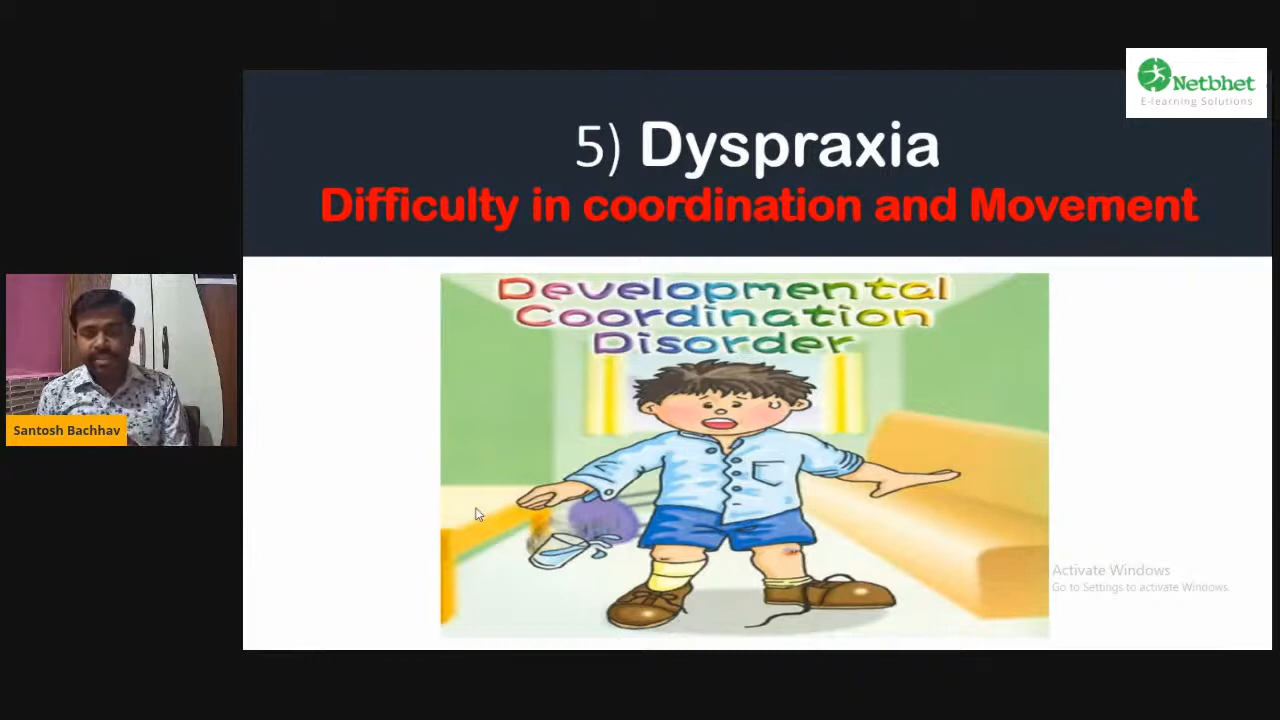 Netbhet
E-learning Solutions
5) Dyspraxia
Difficulty in coordination and Movement
Developmental
Coordination
Disorder
Santosh Bachhav
Activate Windows
Go to Settings to activate Windows.